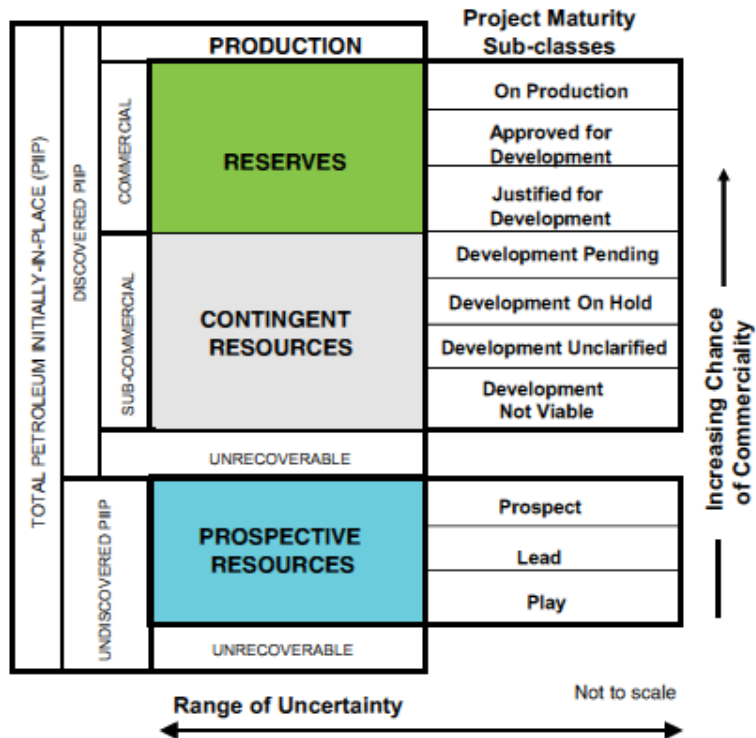 PRODUCTION
Project Maturity
Sub-classes
TOTAL PETROLEUM INITIALLY-IN-PLACE (PIIP)
DISCOVERED PIIP
COMMERCIAL
RESERVES
On Production
Approved for
Development
Justified for
Development
SUB-COMMERCIAL
CONTINGENT
RESOURCES
Development Pending
Development On Hold
Development Unclarified
Development
Not Viable
UNRECOVERABLE
UNDISCOVERED PIIP
PROSPECTIVE
RESOURCES
Prospect
Lead
Play
UNRECOVERABLE
Increasing Chance
of Commerciality
Range of Uncertainty
Not to scale